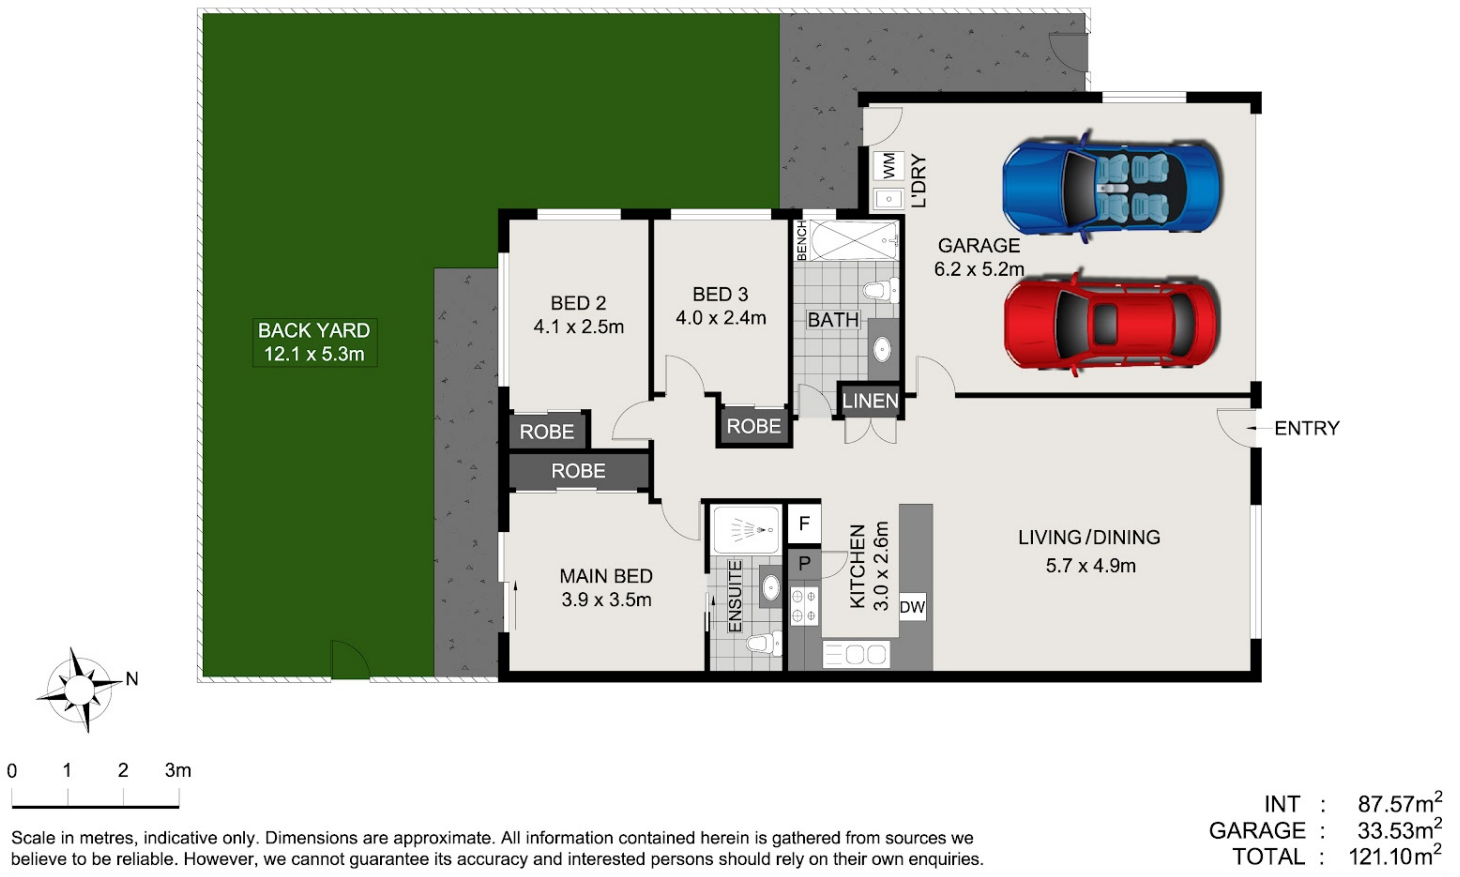 WM
L'DRY
GARAGE
6.2 x 5.2m
BENCH
BED 2
4.1 x 2.5m
BED 3
4.0 x 2.4m
BATH
BACK YARD
12.1 x 5.3m
LINEN
ROBE
ROBE
ENTRY
ROBE
F
P
KITCHEN
3.0 x 2.6m
LIVING/DINING
5.7 x 4.9m
MAIN BED
3.9 x 3.5m
ENSUITE
DW
N
0 1 2 3m
INT : 87.57m²
GARAGE : 33.53m²
TOTAL : 121.10m²
Scale in metres, indicative only. Dimensions are approximate. All information contained herein is gathered from sources we
believe to be reliable. However, we cannot guarantee its accuracy and interested persons should rely on their own enquiries.